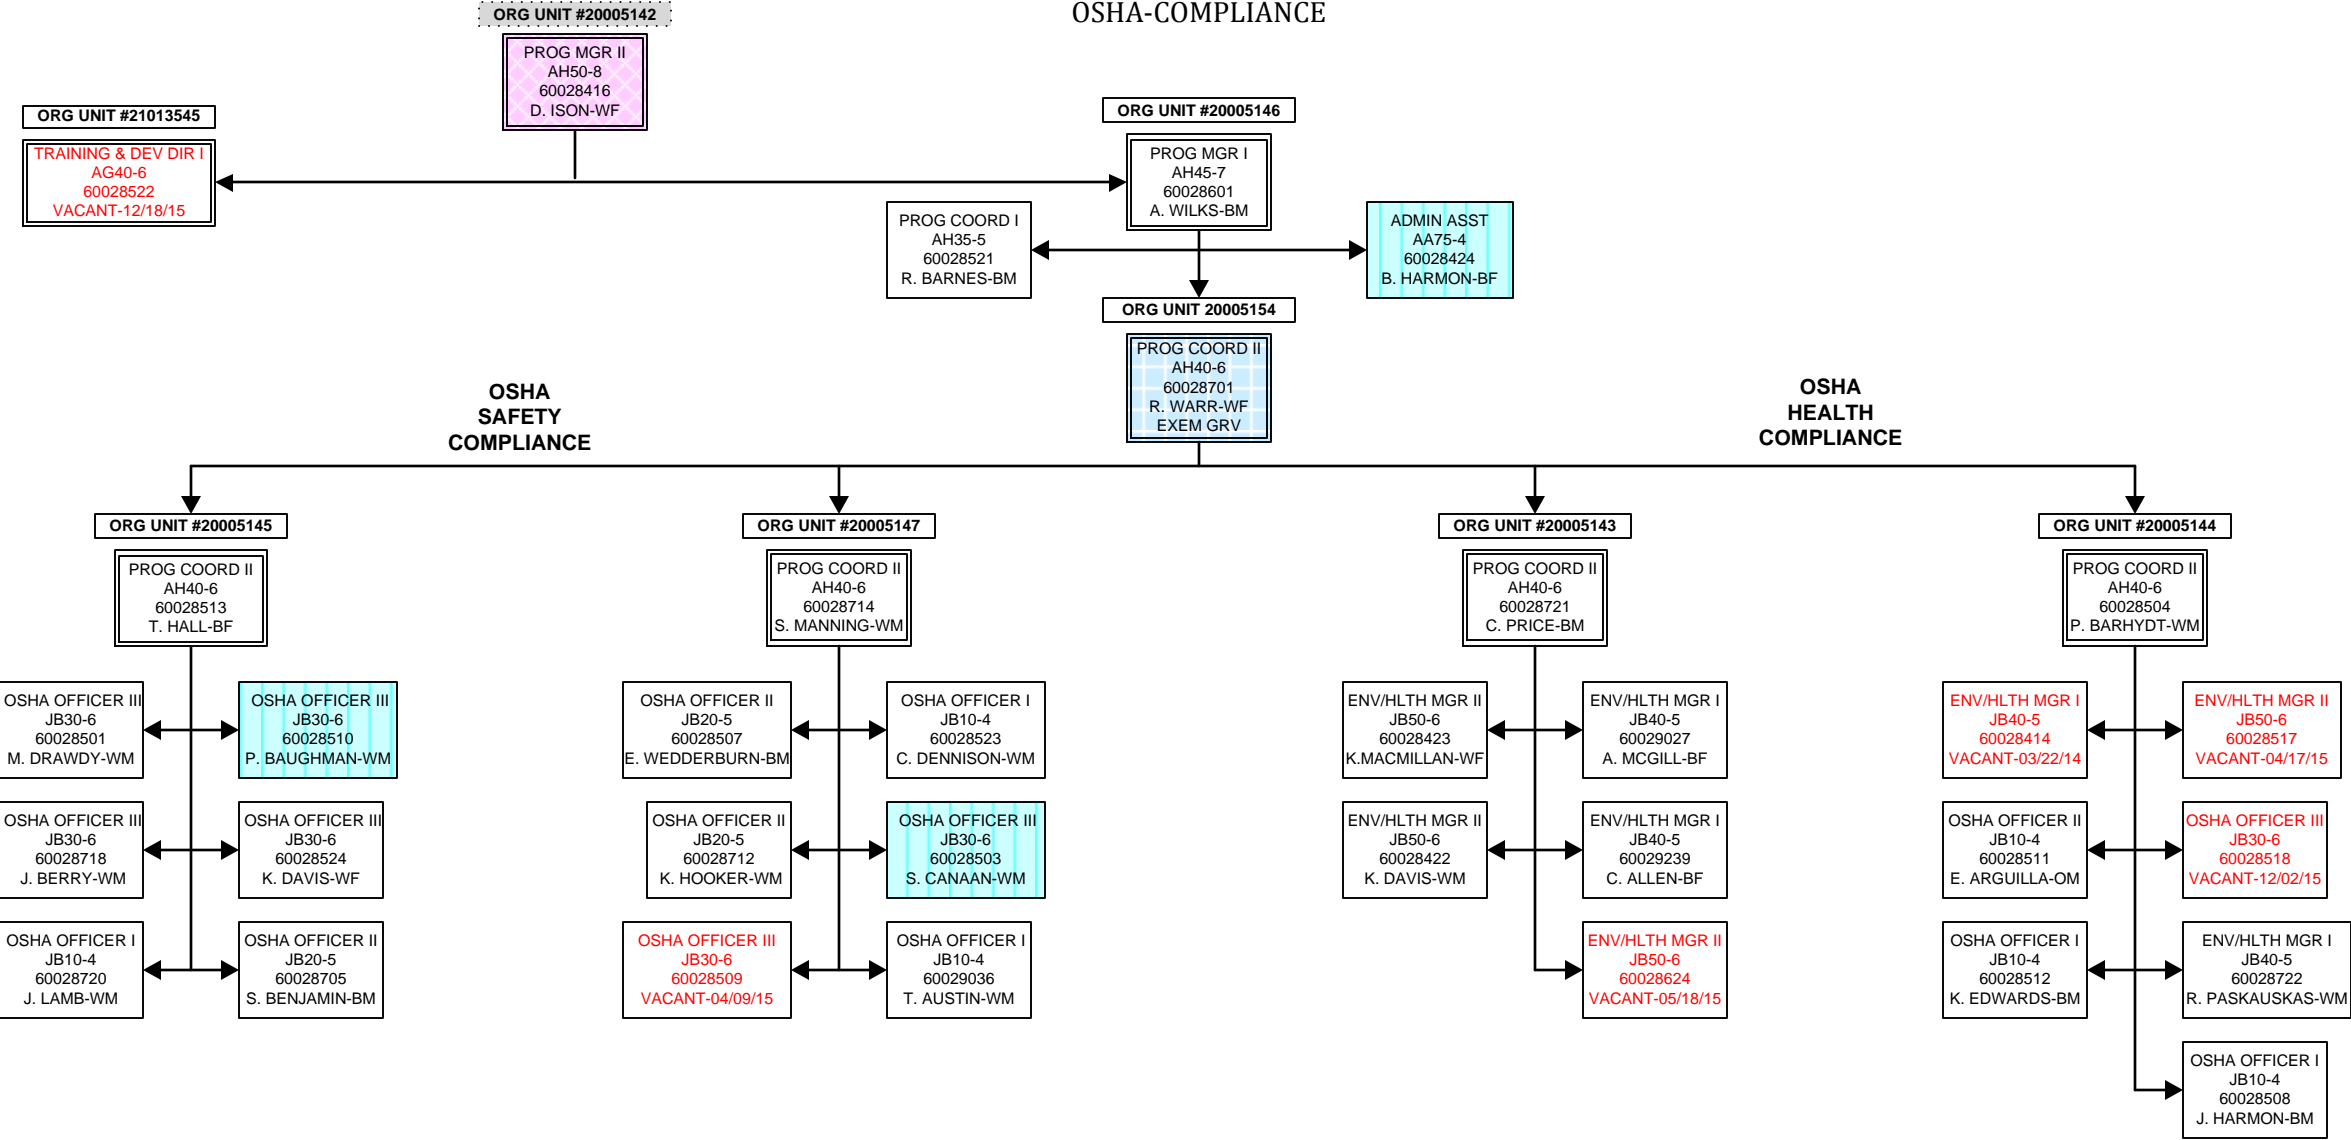 OSHA-COMPLIANCE
ORG UNIT #20005142
PROG MGR II
AH50-8
60028416
D. ISON-WF
ORG UNIT #21013545
TRAINING & DEV DIR I
AG40-6
60028522
VACANT-12/18/15
ORG UNIT #20005146
PROG MGR I
AH45-7
60028601
A. WILKS-BM
PROG COORD I
AH35-5
60028521
R. BARNES-BM
ADMIN ASST
AA75-4
60028424
B. HARMON-BF
ORG UNIT 20005154
PROG COORD II
AH40-6
60028701
R. WARR-WF
EXEM GRV
OSHA
SAFETY
COMPLIANCE
OSHA
HEALTH
COMPLIANCE
ORG UNIT #20005145
PROG COORD II
AH40-6
60028513
T. HALL-BF
OSHA OFFICER III
JB30-6
60028501
M. DRAWDY-WM
OSHA OFFICER III
JB30-6
60028510
P. BAUGHMAN-WM
OSHA OFFICER III
JB30-6
60028718
J. BERRY-WM
OSHA OFFICER III
JB30-6
60028524
K. DAVIS-WF
OSHA OFFICER I
JB10-4
60028720
J. LAMB-WM
OSHA OFFICER II
JB20-5
60028705
S. BENJAMIN-BM
ORG UNIT #20005147
PROG COORD II
AH40-6
60028714
S. MANNING-WM
OSHA OFFICER II
JB20-5
60028507
E. WEDDERBURN-BM
OSHA OFFICER I
JB10-4
60028523
C. DENNISON-WM
OSHA OFFICER II
JB20-5
60028712
K. HOOKER-WM
OSHA OFFICER III
JB30-6
60028503
S. CANAAN-WM
OSHA OFFICER III
JB30-6
60028509
VACANT-04/09/15
OSHA OFFICER I
JB10-4
60029036
T. AUSTIN-WM
ORG UNIT #20005143
PROG COORD II
AH40-6
60028721
C. PRICE-BM
ENV/HLTH MGR II
JB50-6
60028423
K.MACMILLAN-WF
ENV/HLTH MGR I
JB40-5
60029027
A. MCGILL-BF
ENV/HLTH MGR II
JB50-6
60028422
K. DAVIS-WM
ENV/HLTH MGR I
JB40-5
60029239
C. ALLEN-BF
ENV/HLTH MGR II
JB50-6
60028624
VACANT-05/18/15
ORG UNIT #20005144
PROG COORD II
AH40-6
60028504
P. BARHYDT-WM
ENV/HLTH MGR I
JB40-5
60028414
VACANT-03/22/14
ENV/HLTH MGR II
JB50-6
60028517
VACANT-04/17/15
OSHA OFFICER II
JB10-4
60028511
E. ARGUILLA-OM
OSHA OFFICER III
JB30-6
60028518
VACANT-12/02/15
OSHA OFFICER I
JB10-4
60028512
K. EDWARDS-BM
ENV/HLTH MGR I
JB40-5
60028722
R. PASKAUSKAS-WM
OSHA OFFICER I
JB10-4
60028508
J. HARMON-BM